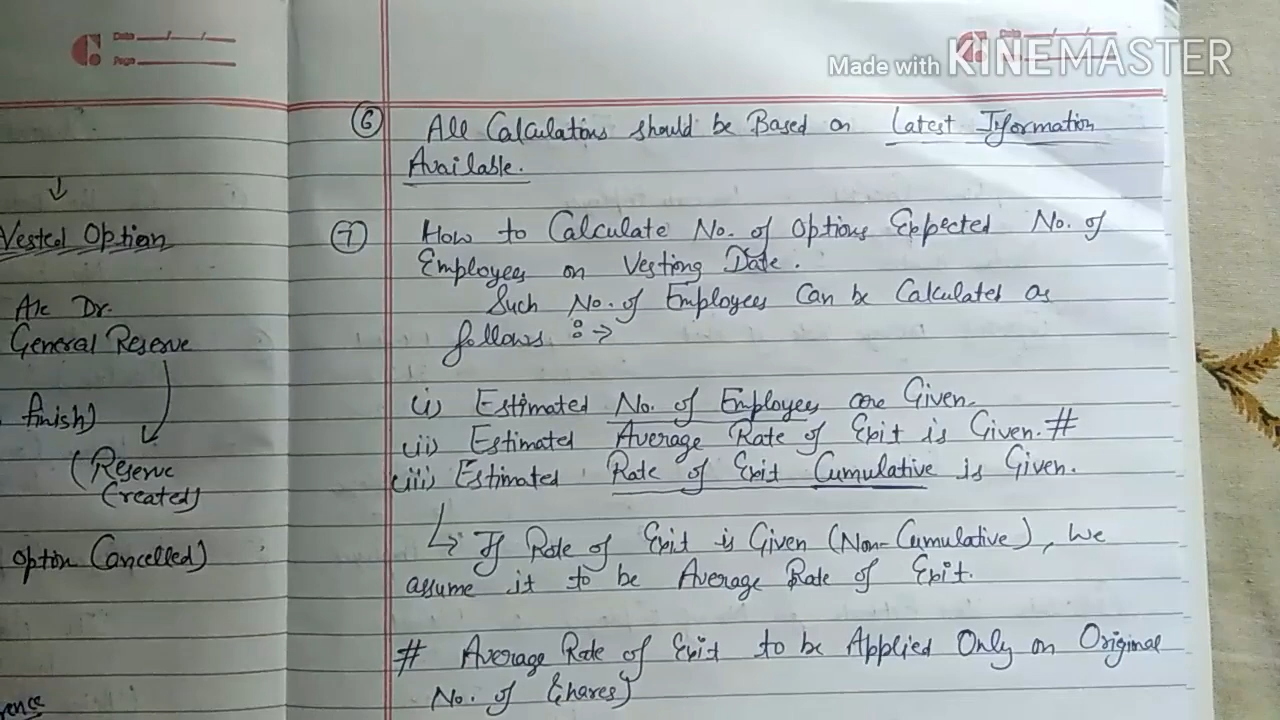 Date
Page
Date
Page
Made with KINEMASTER
Vested Option
A/c Dr.
General Reserve
finish)
(Reserve
Created)
Option Cancelled)
rence
⑥ All Calculations should be Based on Latest Information
Available.
⑦ How to Calculate No. of Options Expected No. of
Employees on Vesting Date.
Such No. of Employees Can be Calculated as
follows :→
(i) Estimated No. of Employees are Given.
(ii) Estimated Average Rate of Exit is Given. #
(iii) Estimated Rate of Exit Cumulative is Given.
↳ If Rate of Exit is Given (Non-Cumulative), We
assume it to be Average Rate of Exit.
# Average Rate of Exit to be Applied Only on Original
No. of Shares)